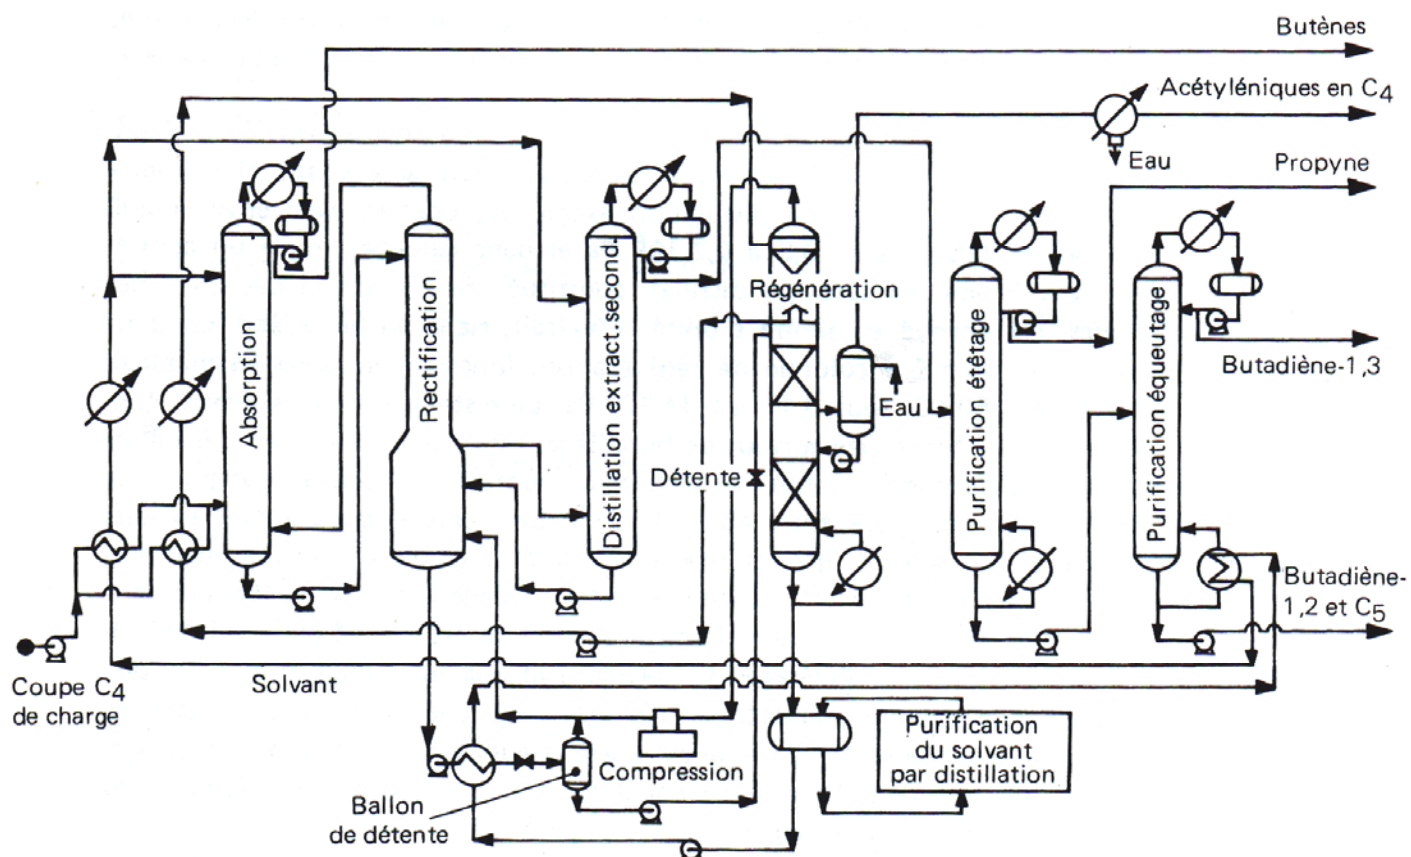 Butènes
Acétyléniques en C4
Eau
Propyne
Absorption
Rectification
Distillation extract.second.
Régénération
Eau
Détente
Purification étêtage
Purification équeutage
Butadiène-1,3
Butadiène-
1,2 et C5
Coupe C4
de charge
Solvant
Compression
Ballon
de détente
Purification
du solvant
par distillation